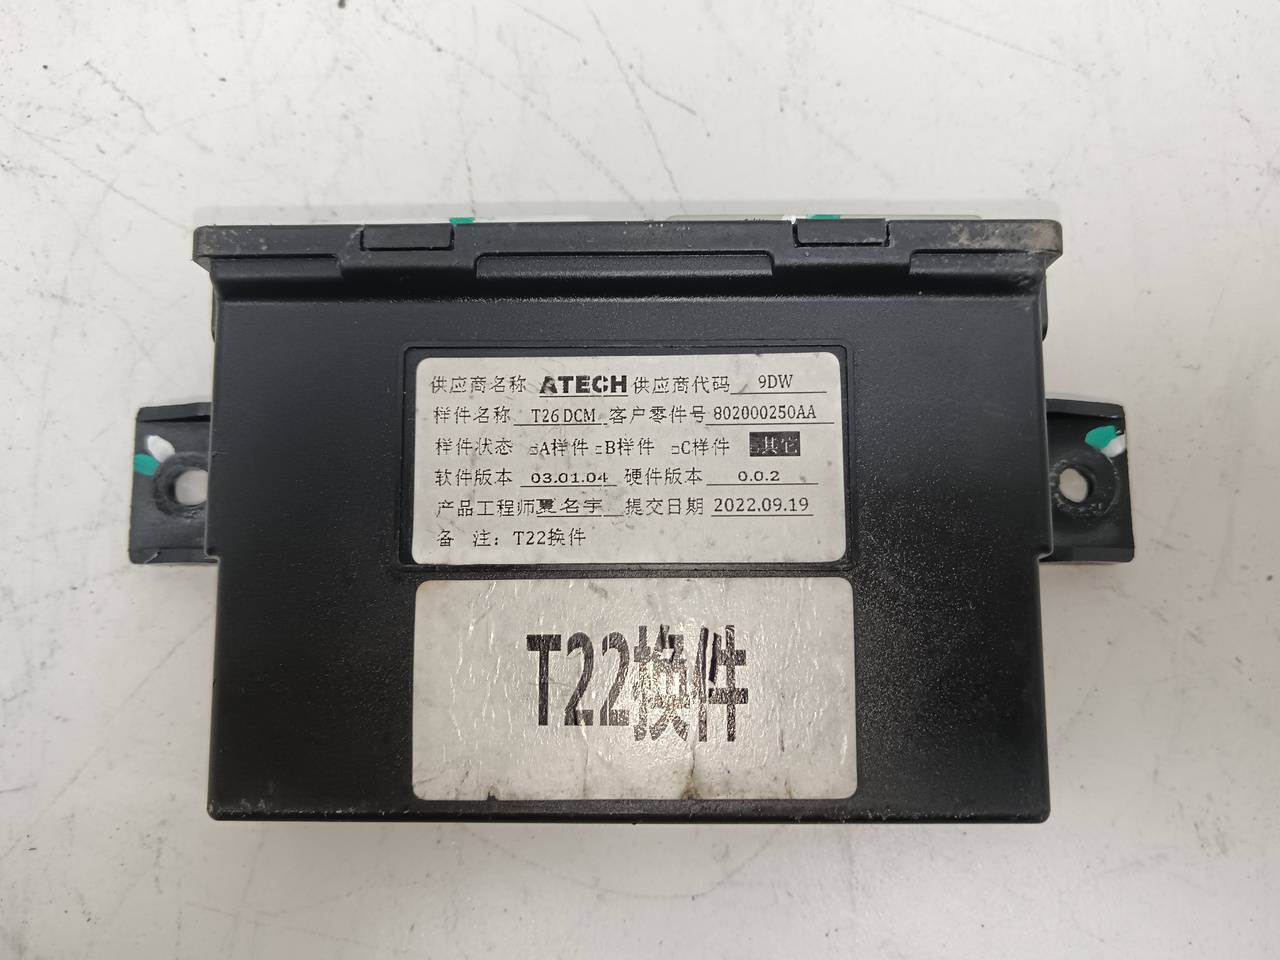 供应商名称 ATECH 供应商代码 9DW
样件名称 T26 DCM 客户零件号 802000250AA
样件状态 □A样件 □B样件 □C样件 ■其它
软件版本 03.01.04 硬件版本 0.0.2
产品工程师 夏名宇 提交日期 2022.09.19
备 注: T22换件
T22换件